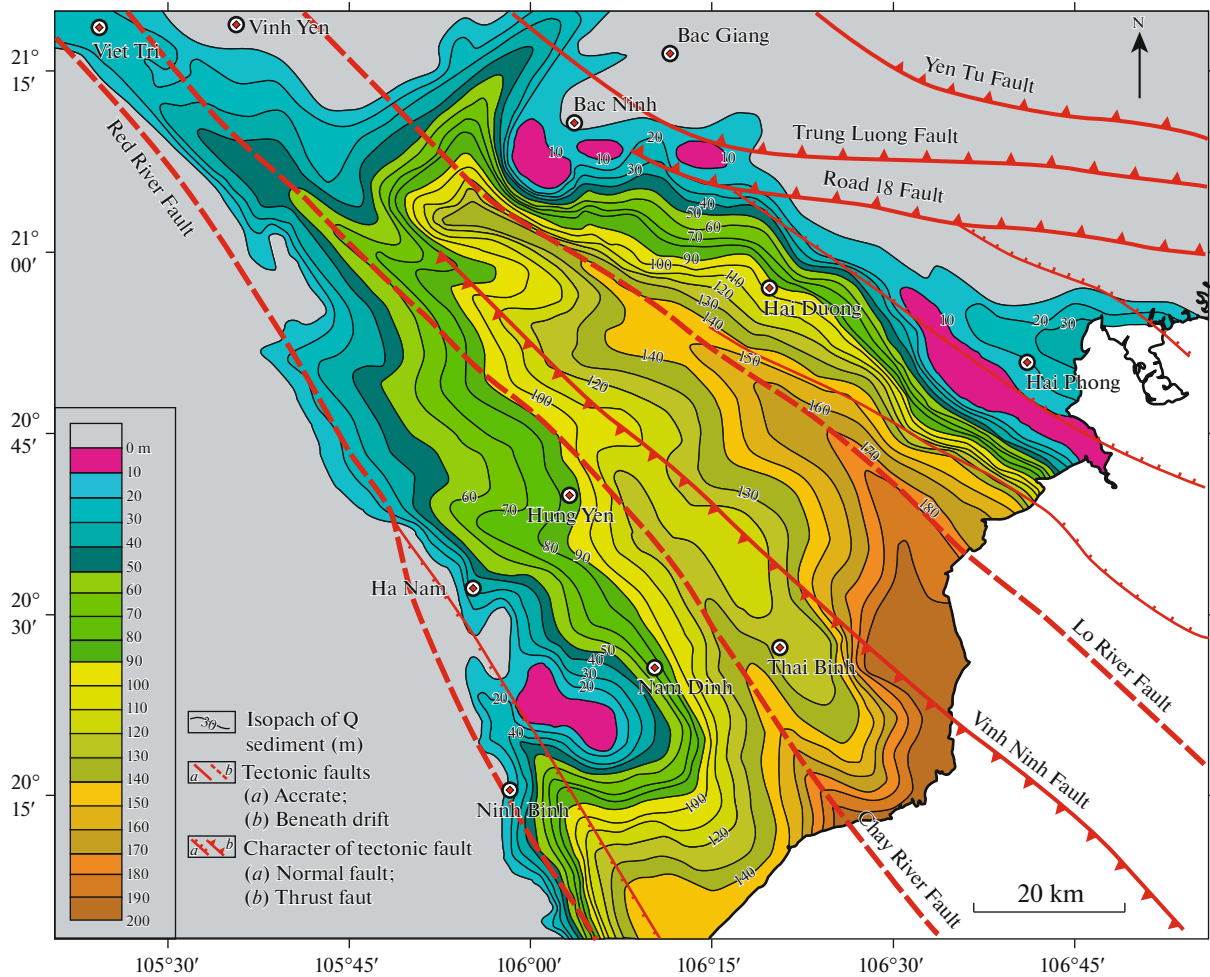 Viet Tri
Vinh Yen
Bac Giang
N
21°
15′
Yen Tu Fault
Bac Ninh
Trung Luong Fault
20
10
10
10
30
Road 18 Fault
Red River Fault
40
50
60
70
21°
00′
90
100
110
120
130
140
Hai Duong
10
20
30
150
140
Hai Phong
120
100
160
20°
45′
170
0 m
10
20
30
40
50
60
70
80
90
100
110
120
130
140
150
160
170
180
190
200
130
60
70
180
Hung Yen
80
90
20°
30′
Ha Nam
Lo River Fault
50
40
30
20
20
40
Nam Dinh
Thai Binh
Vinh Ninh Fault
30
Isopach of Q
sediment (m)
a
b
Tectonic faults
(a) Accrate;
(b) Beneath drift
a
b
Character of tectonic fault
(a) Normal fault;
(b) Thrust faut
20°
15′
Ninh Binh
100
120
140
Chay River Fault
20 km
105°30′
105°45′
106°00′
106°15′
106°30′
106°45′